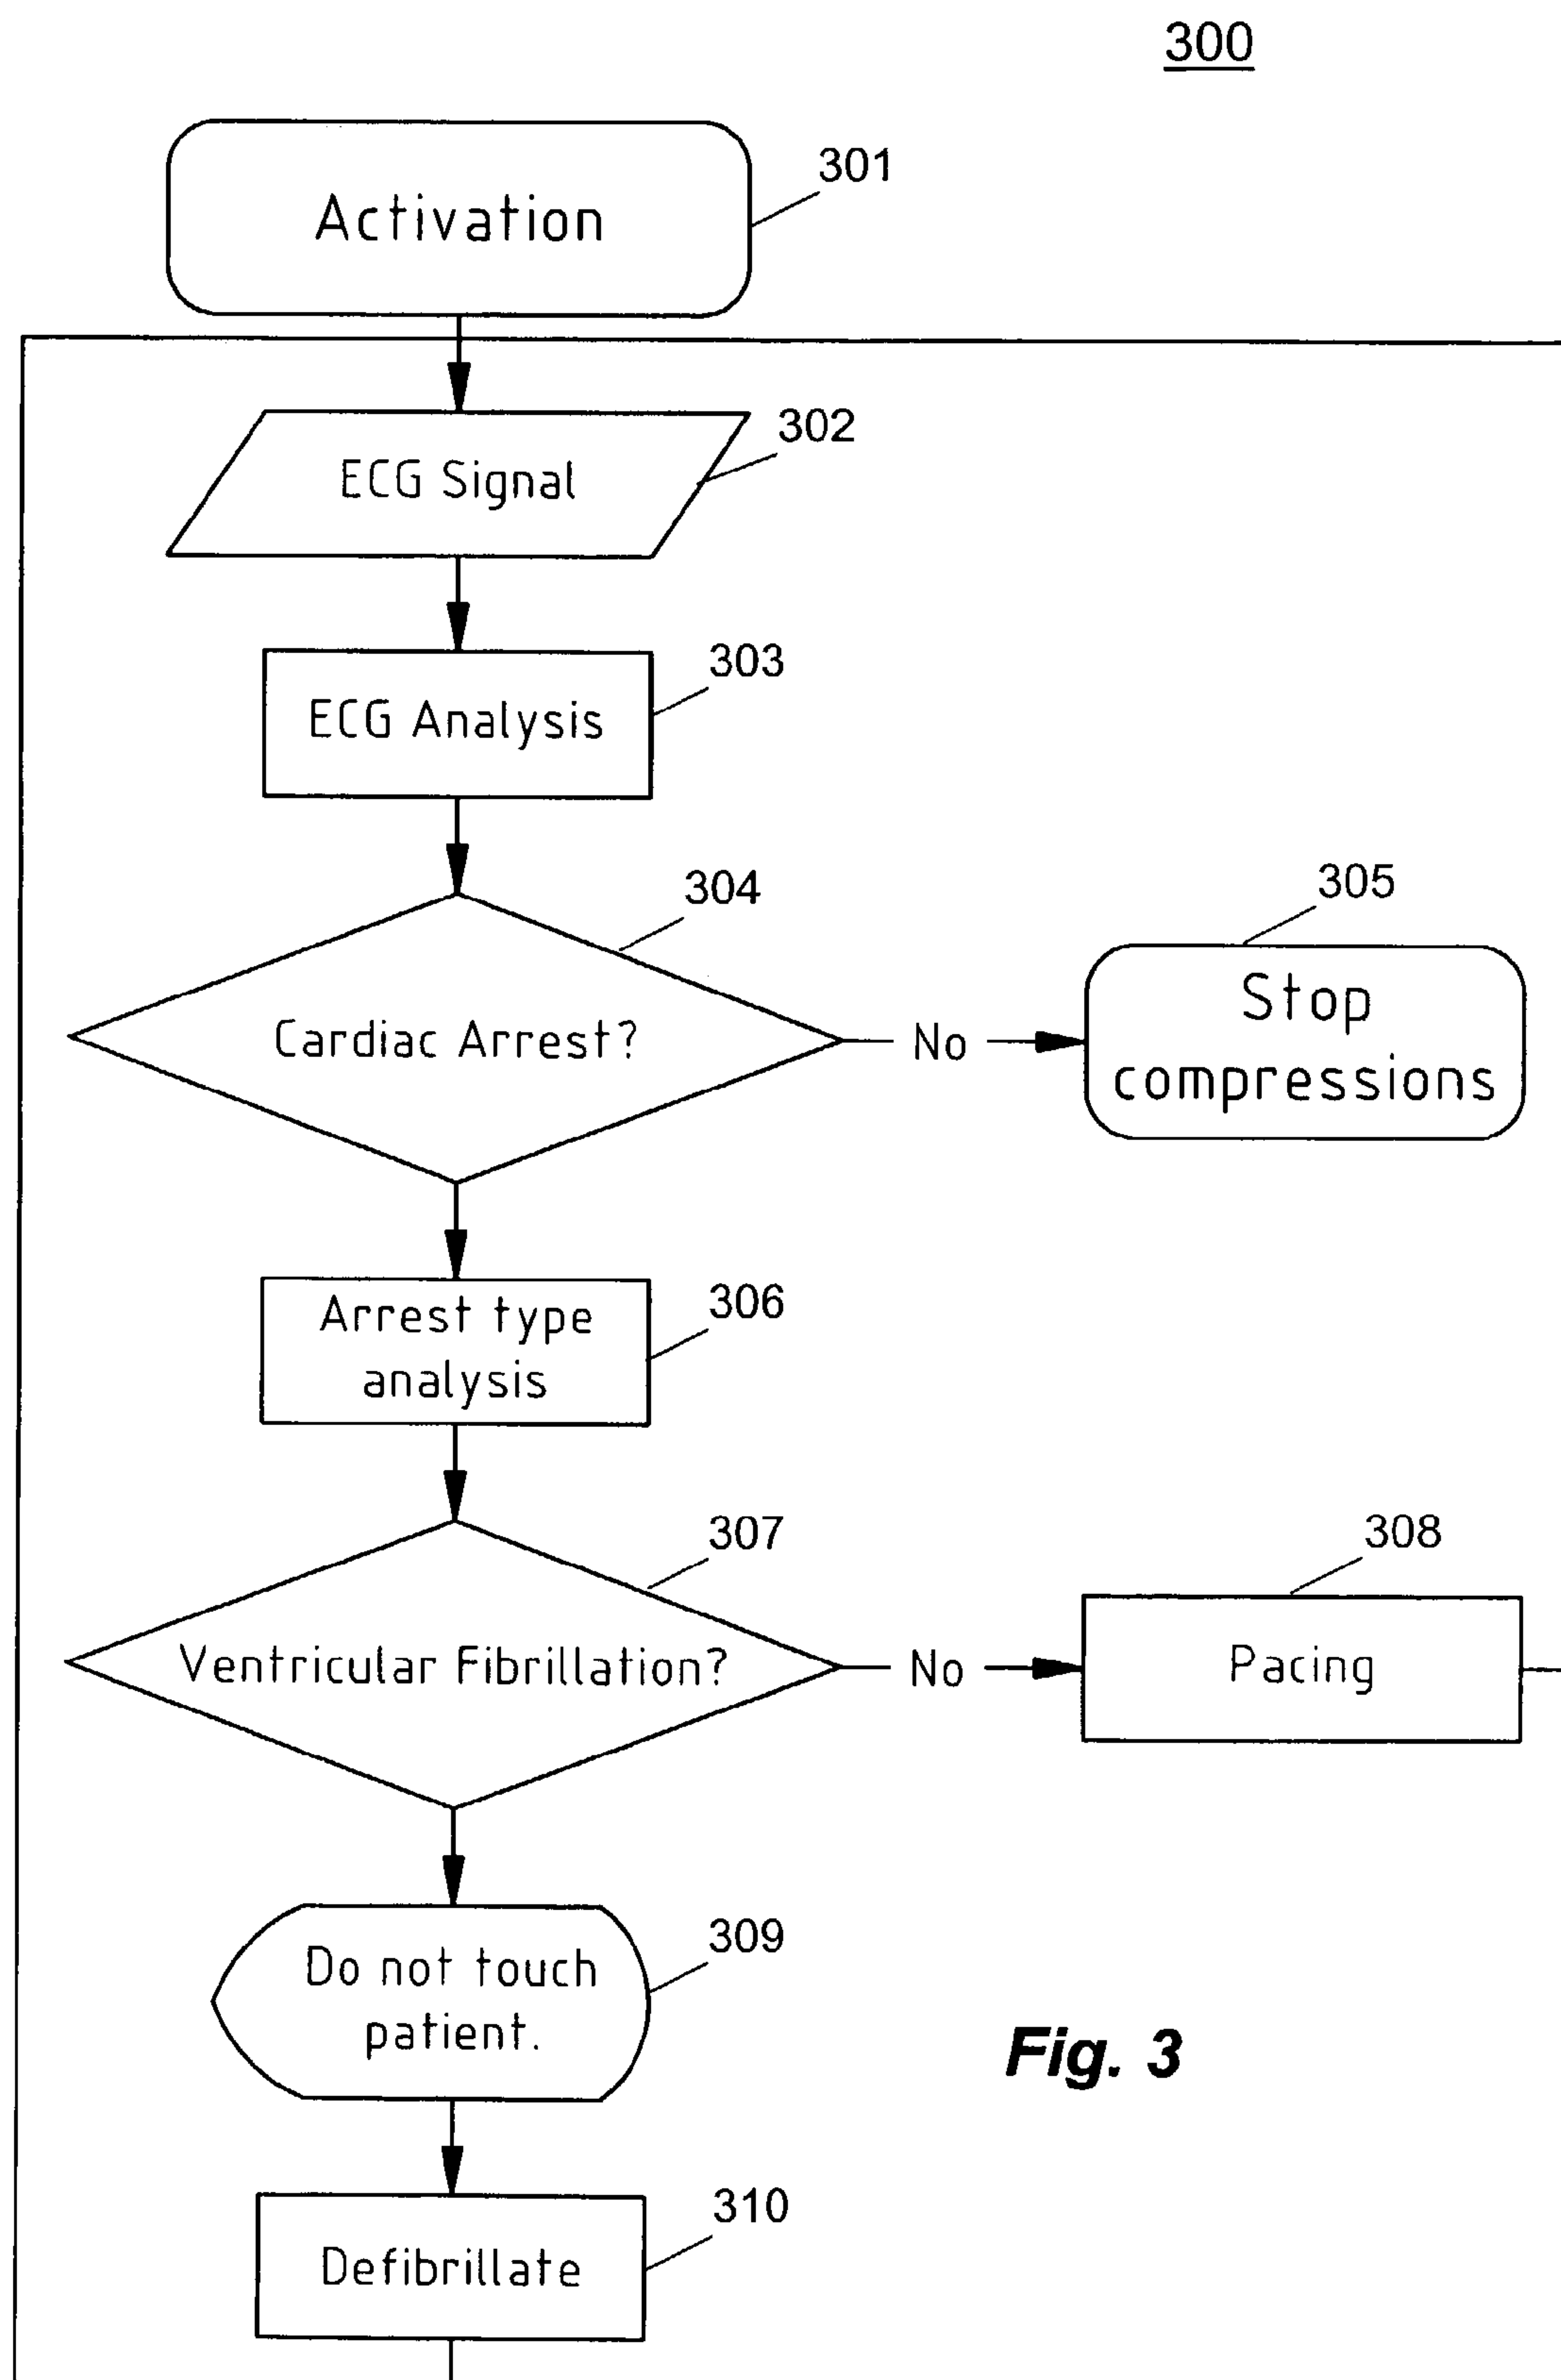 300
Activation
301
ECG Signal
302
ECG Analysis
303
Cardiac Arrest?
304
No
Stop
compressions
305
Arrest type
analysis
306
Ventricular Fibrillation?
307
No
Pacing
308
Do not touch
patient.
309
Fig. 3
Defibrillate
310